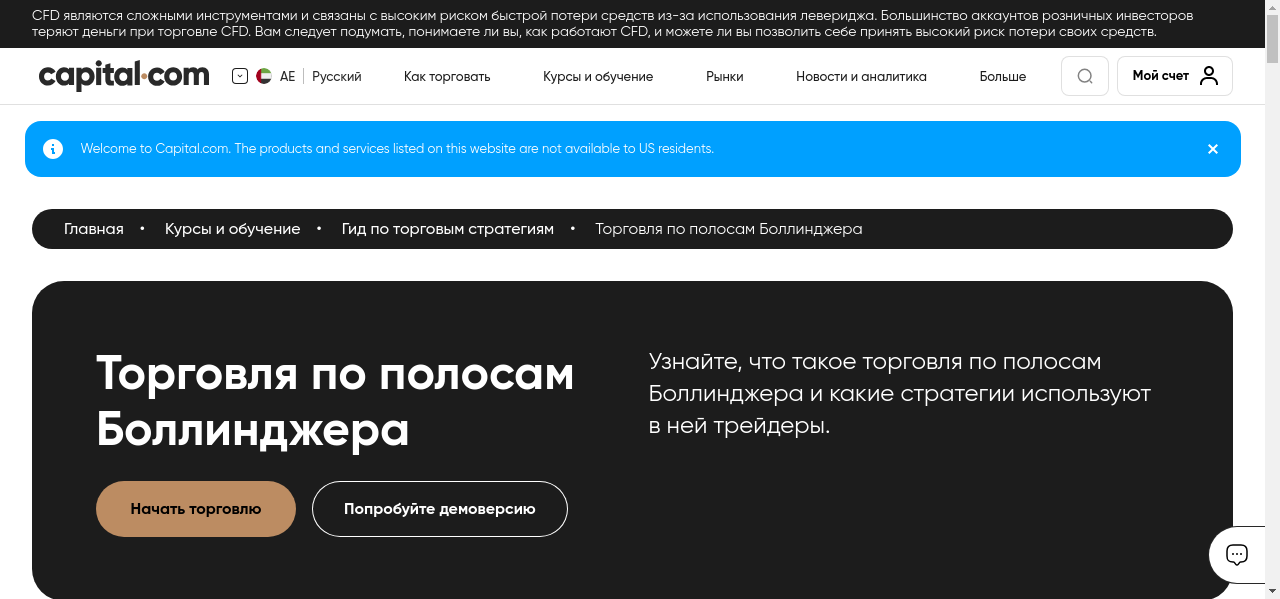 CFD являются сложными инструментами и связаны с высоким риском быстрой потери средств из-за использования левериджа. Большинство аккаунтов розничных инвесторов
теряют деньги при торговле CFD. Вам следует подумать, понимаете ли вы, как работают CFD, и можете ли вы позволить себе принять высокий риск потери своих средств.
capital.com AE Русский Как торговать Курсы и обучение Рынки Новости и аналитика Больше Мой счет
Welcome to Capital.com. The products and services listed on this website are not available to US residents.
Главная • Курсы и обучение • Гид по торговым стратегиям • Торговля по полосам Боллинджера
Торговля по полосам
Боллинджера
Узнайте, что такое торговля по полосам
Боллинджера и какие стратегии используют
в ней трейдеры.
Начать торговлю Попробуйте демоверсию